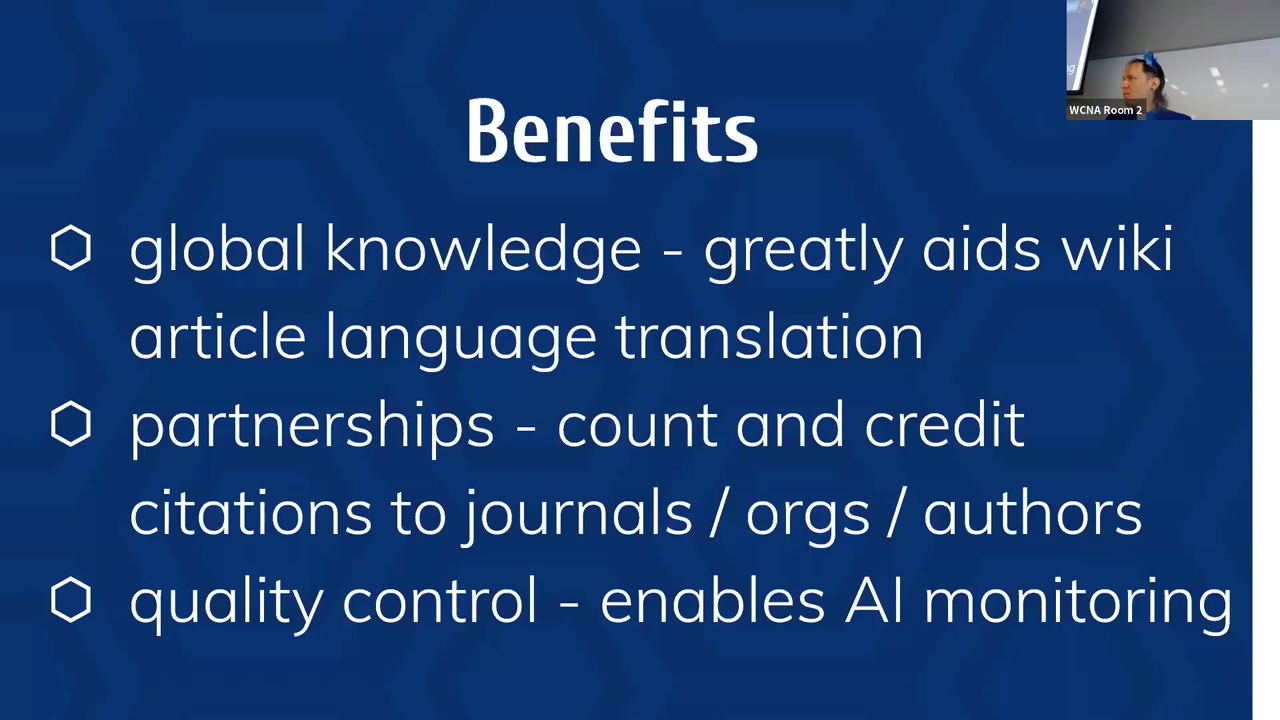 Benefits
global knowledge - greatly aids wiki
article language translation
partnerships - count and credit
citations to journals / orgs / authors
quality control - enables AI monitoring
WCNA Room 2